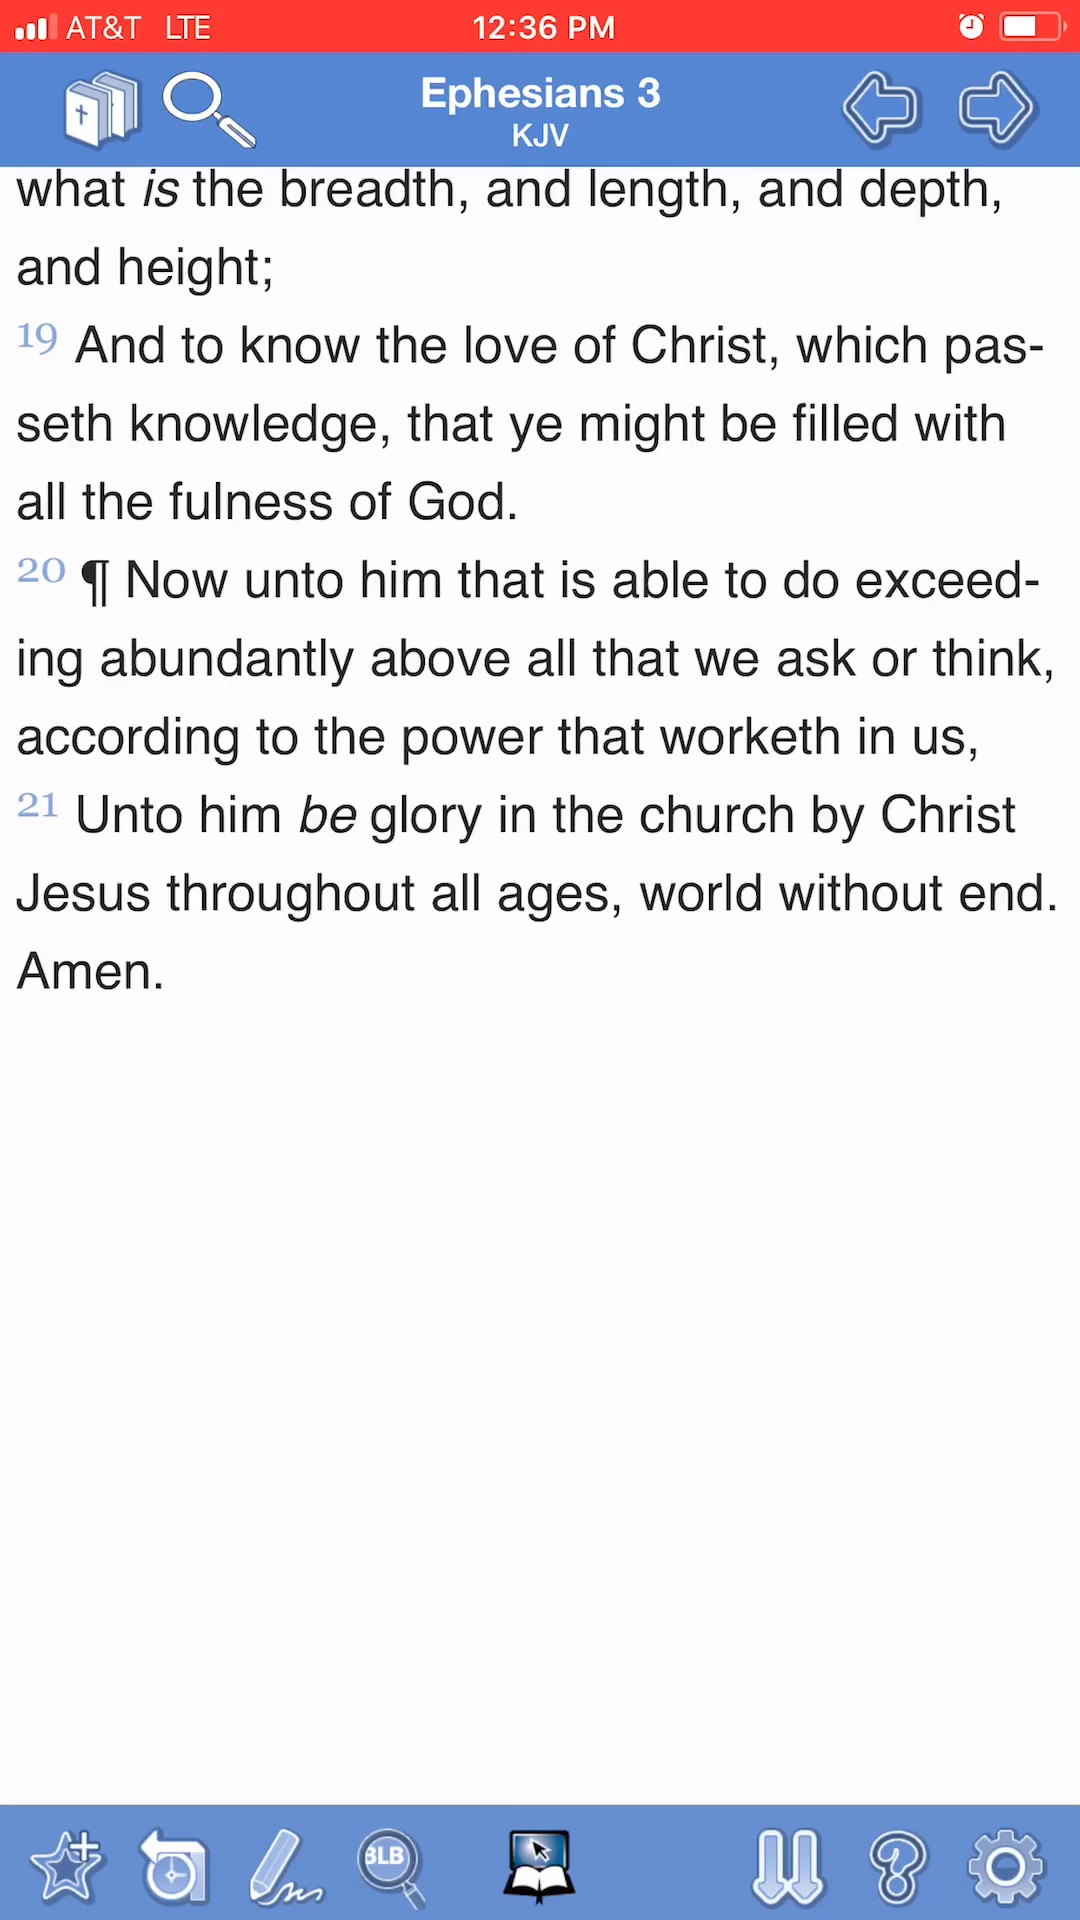 AT&T LTE 12:36 PM
Ephesians 3
KJV
what is the breadth, and length, and depth,
and height;
19 And to know the love of Christ, which pas-
seth knowledge, that ye might be filled with
all the fulness of God.
20 ¶ Now unto him that is able to do exceed-
ing abundantly above all that we ask or think,
according to the power that worketh in us,
21 Unto him be glory in the church by Christ
Jesus throughout all ages, world without end.
Amen.
BLB